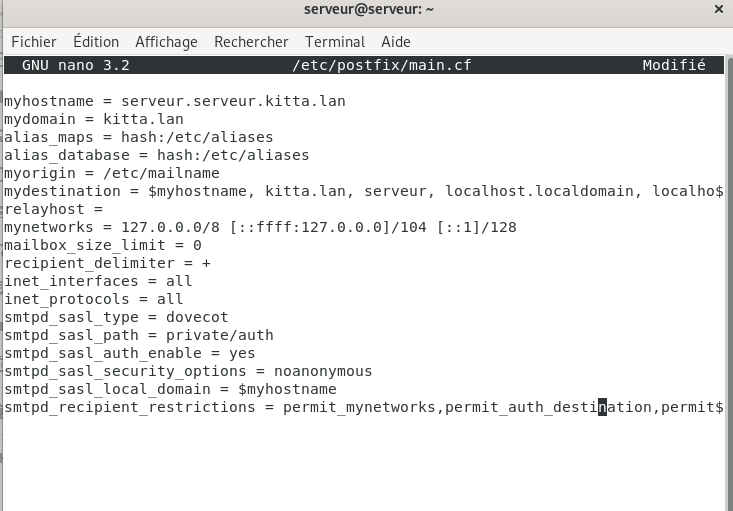 serveur@serveur: ~
Fichier Édition Affichage Rechercher Terminal Aide
GNU nano 3.2 /etc/postfix/main.cf Modifié
myhostname = serveur.serveur.kitta.lan
mydomain = kitta.lan
alias_maps = hash:/etc/aliases
alias_database = hash:/etc/aliases
myorigin = /etc/mailname
mydestination = $myhostname, kitta.lan, serveur, localhost.localdomain, localho$
relayhost =
mynetworks = 127.0.0.0/8 [::ffff:127.0.0.0]/104 [::1]/128
mailbox_size_limit = 0
recipient_delimiter = +
inet_interfaces = all
inet_protocols = all
smtpd_sasl_type = dovecot
smtpd_sasl_path = private/auth
smtpd_sasl_auth_enable = yes
smtpd_sasl_security_options = noanonymous
smtpd_sasl_local_domain = $myhostname
smtpd_recipient_restrictions = permit_mynetworks,permit_auth_destination,permit$